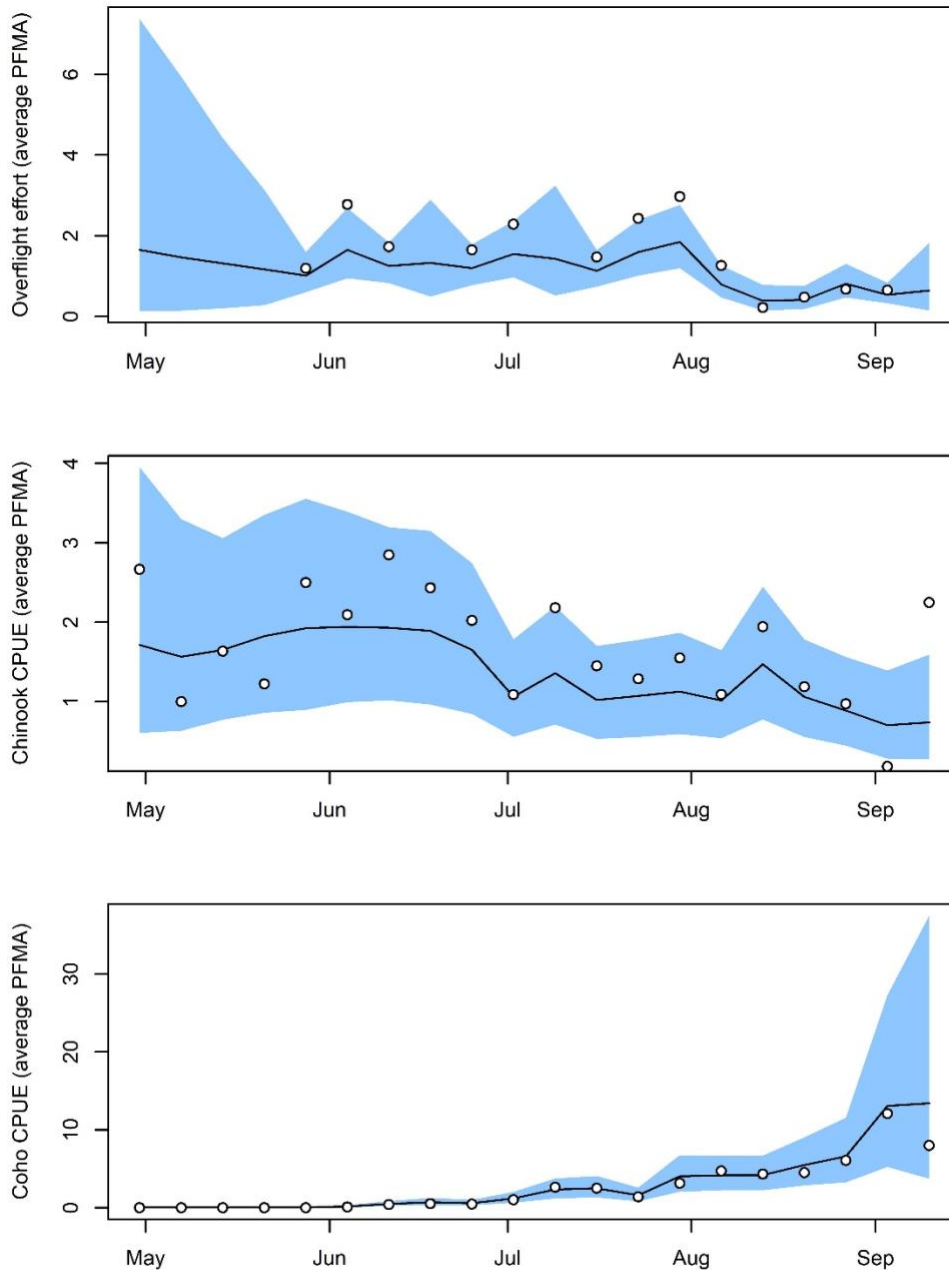 Overflight effort (average PFMA)
6
4
2
0
May Jun Jul Aug Sep
Chinook CPUE (average PFMA)
4
3
2
1
May Jun Jul Aug Sep
Coho CPUE (average PFMA)
30
20
10
0
May Jun Jul Aug Sep